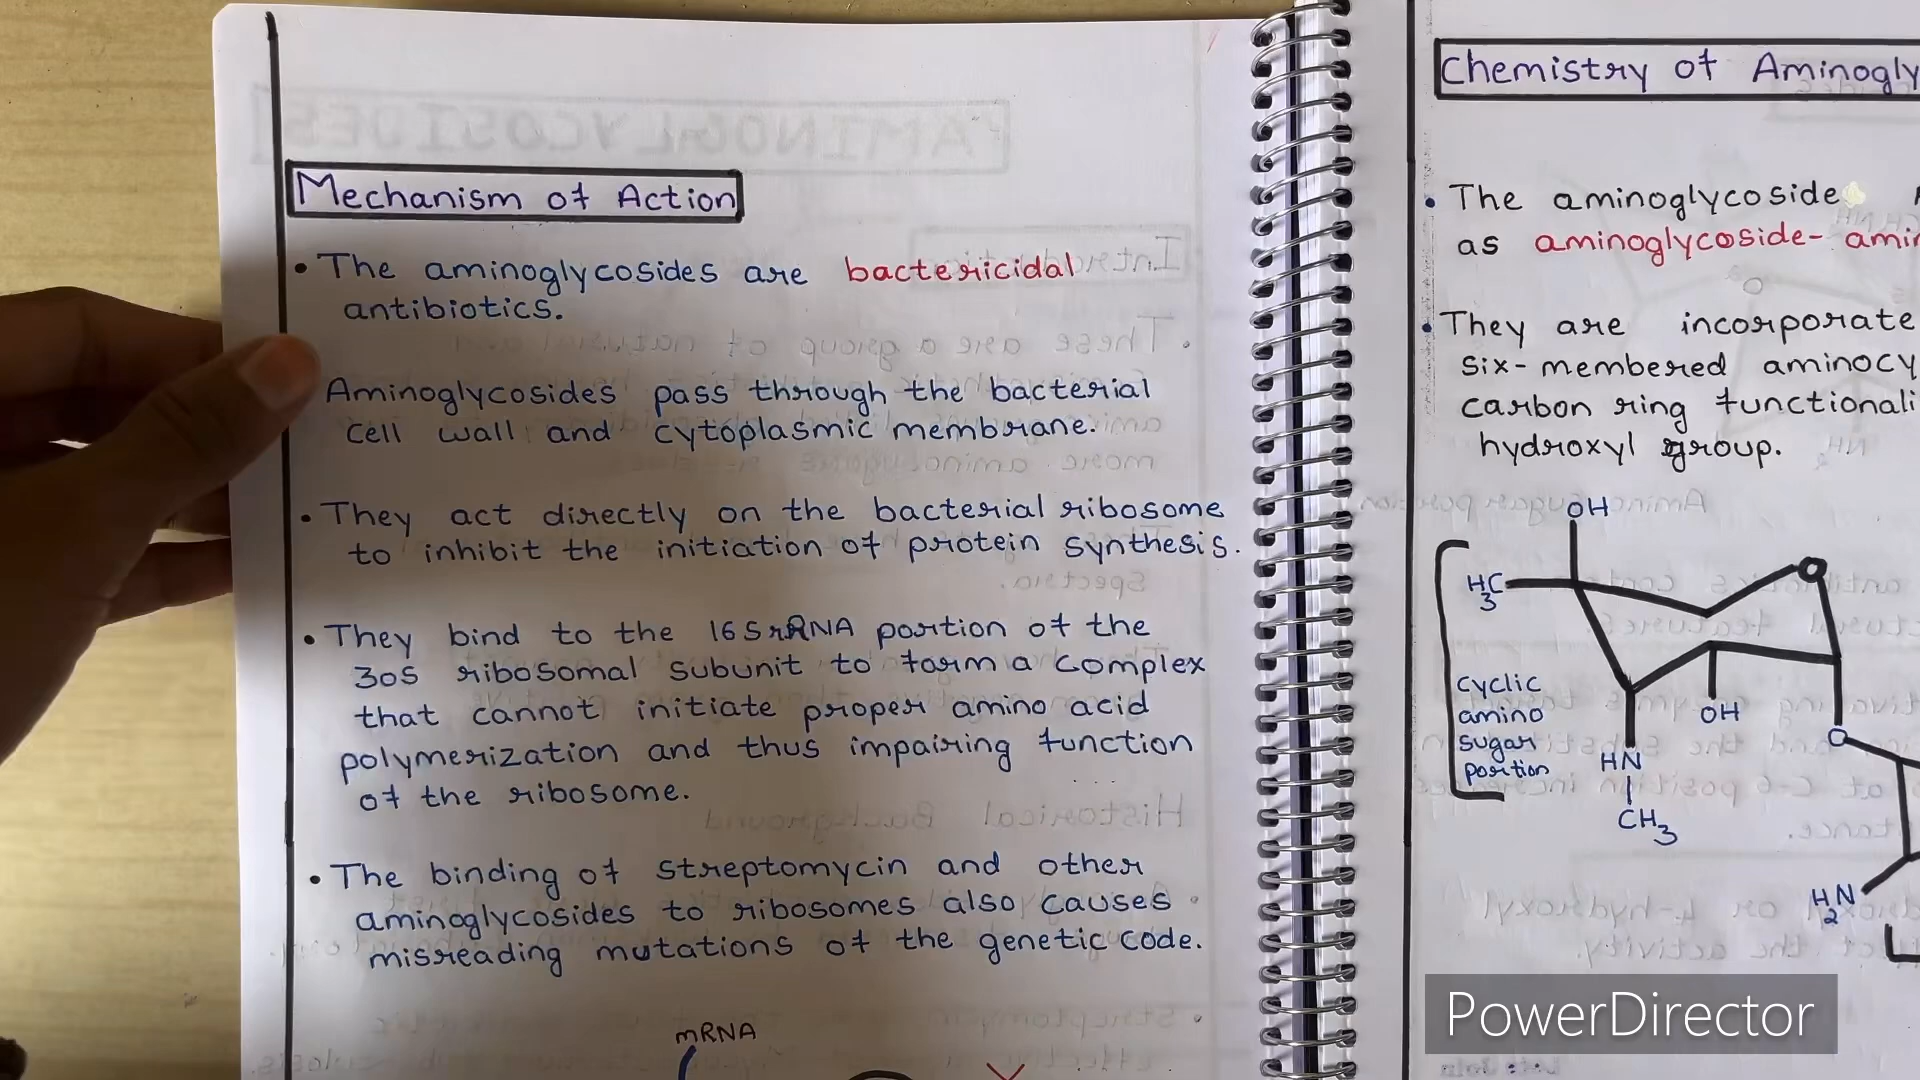 Mechanism of Action
• The aminoglycosides are bactericidal
antibiotics.
Aminoglycosides pass through the bacterial
cell wall and cytoplasmic membrane.
• They act directly on the bacterial ribosome
to inhibit the initiation of protein synthesis.
• They bind to the 16S rRNA portion of the
30s ribosomal subunit to form a complex
that cannot initiate proper amino acid
polymerization and thus impairing function
of the ribosome.
• The binding of streptomycin and other
aminoglycosides to ribosomes also causes
misreading mutations of the genetic code.
mRNA
Chemistry of Aminogly
• The aminoglycoside
as aminoglycoside-amin
• They are incorporate
six-membered aminocy
carbon ring functionali
hydroxyl group.
OH
H3C
O
cyclic
amino
sugar
portion
OH
HN
CH3
O
H2N
PowerDirector